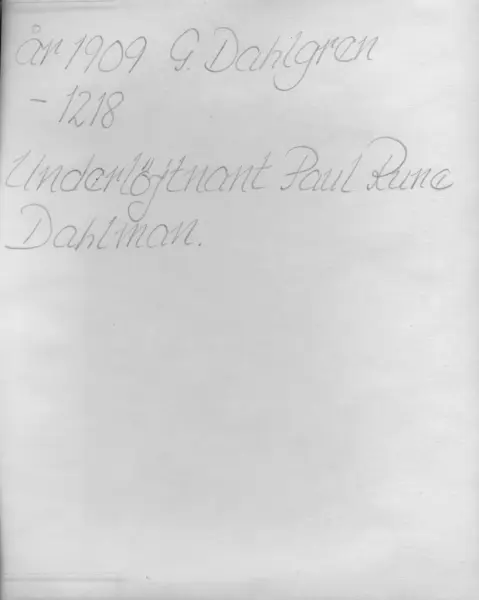 år 1909 G. Dahlgren
- 1218
Underlöjtnant Paul Rune
Dahlman.